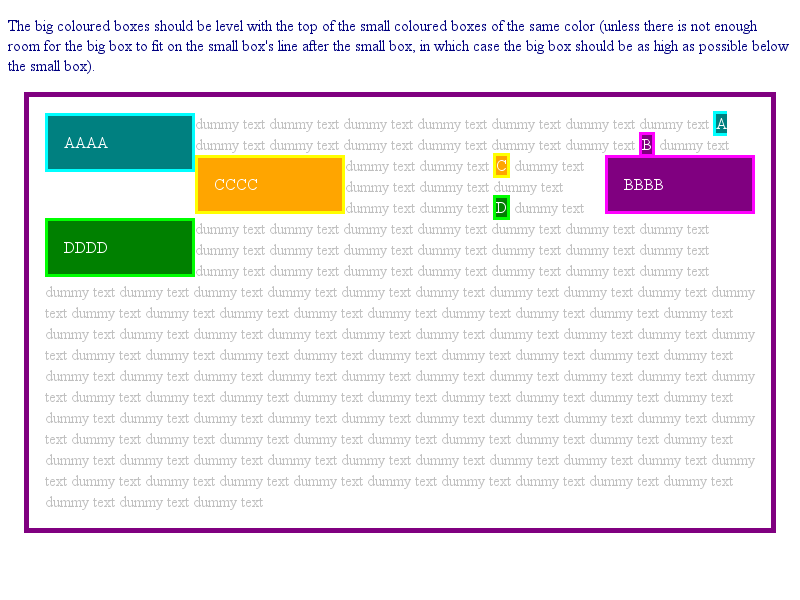 The big coloured boxes should be level with the top of the small coloured boxes of the same color (unless there is not enough
room for the big box to fit on the small box's line after the small box, in which case the big box should be as high as possible below
the small box).
AAAA dummy text dummy text dummy text dummy text dummy text dummy text dummy text A
dummy text dummy text dummy text dummy text dummy text dummy text B dummy text
CCCC dummy text dummy text C dummy text BBBB
dummy text dummy text dummy text
dummy text dummy text D dummy text
DDDD dummy text dummy text dummy text dummy text dummy text dummy text dummy text
dummy text dummy text dummy text dummy text dummy text dummy text dummy text
dummy text dummy text dummy text dummy text dummy text dummy text dummy text
dummy text dummy text dummy text dummy text dummy text dummy text dummy text dummy text dummy text dummy
text dummy text dummy text dummy text dummy text dummy text dummy text dummy text dummy text dummy text
dummy text dummy text dummy text dummy text dummy text dummy text dummy text dummy text dummy text dummy
text dummy text dummy text dummy text dummy text dummy text dummy text dummy text dummy text dummy text
dummy text dummy text dummy text dummy text dummy text dummy text dummy text dummy text dummy text dummy
text dummy text dummy text dummy text dummy text dummy text dummy text dummy text dummy text dummy text
dummy text dummy text dummy text dummy text dummy text dummy text dummy text dummy text dummy text dummy
text dummy text dummy text dummy text dummy text dummy text dummy text dummy text dummy text dummy text
dummy text dummy text dummy text dummy text dummy text dummy text dummy text dummy text dummy text dummy
text dummy text dummy text dummy text dummy text dummy text dummy text dummy text dummy text dummy text
dummy text dummy text dummy text